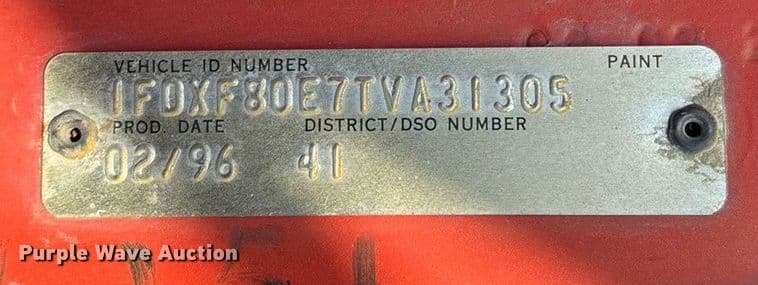 VEHICLE ID NUMBER PAINT
1FDXF80E7TVA31305
PROD. DATE DISTRICT/DSO NUMBER
02/96 41
Purple Wave Auction